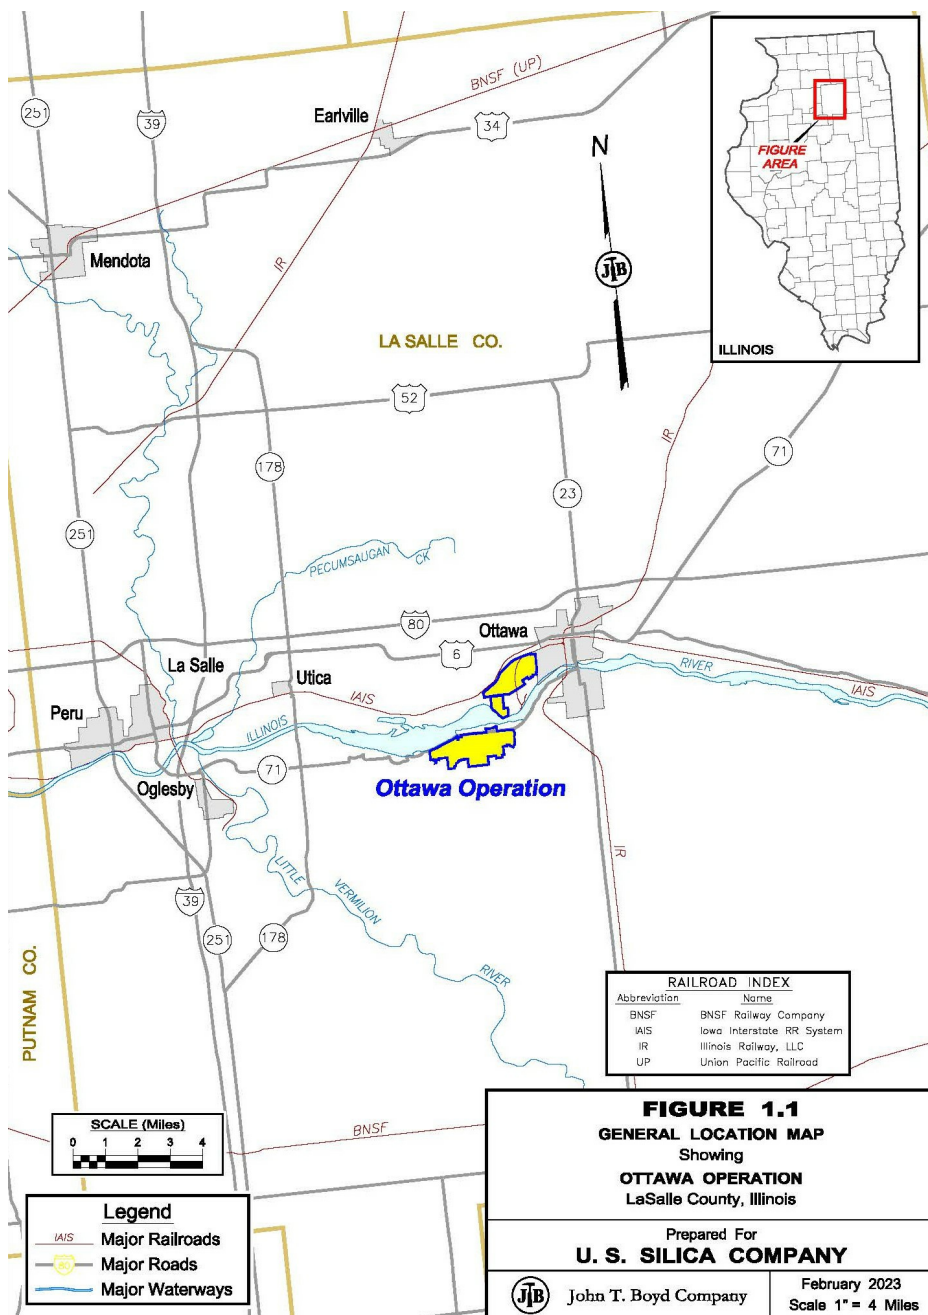 BNSF (UP)
251
39
Earlville
34
N
FIGURE
AREA
ILLINOIS
Mendota
IR
JTB
LA SALLE CO.
52
IR
71
178
23
251
PECUMSAUGAN
CK
80
Ottawa
6
La Salle
RIVER
Utica
IAIS
IAIS
Peru
ILLINOIS
71
Oglesby
Ottawa Operation
IR
LITTLE
VERMILION
39
251
178
RIVER
PUTNAM CO.
RAILROAD INDEX
Abbreviation Name
BNSF BNSF Railway Company
IAIS Iowa Interstate RR System
IR Illinois Railway, LLC
UP Union Pacific Railroad
BNSF
SCALE (Miles)
0 1 2 3 4
Legend
IAIS Major Railroads
80 Major Roads
Major Waterways
FIGURE 1.1
GENERAL LOCATION MAP
Showing
OTTAWA OPERATION
LaSalle County, Illinois
Prepared For
U. S. SILICA COMPANY
JTB John T. Boyd Company
February 2023
Scale 1" = 4 Miles